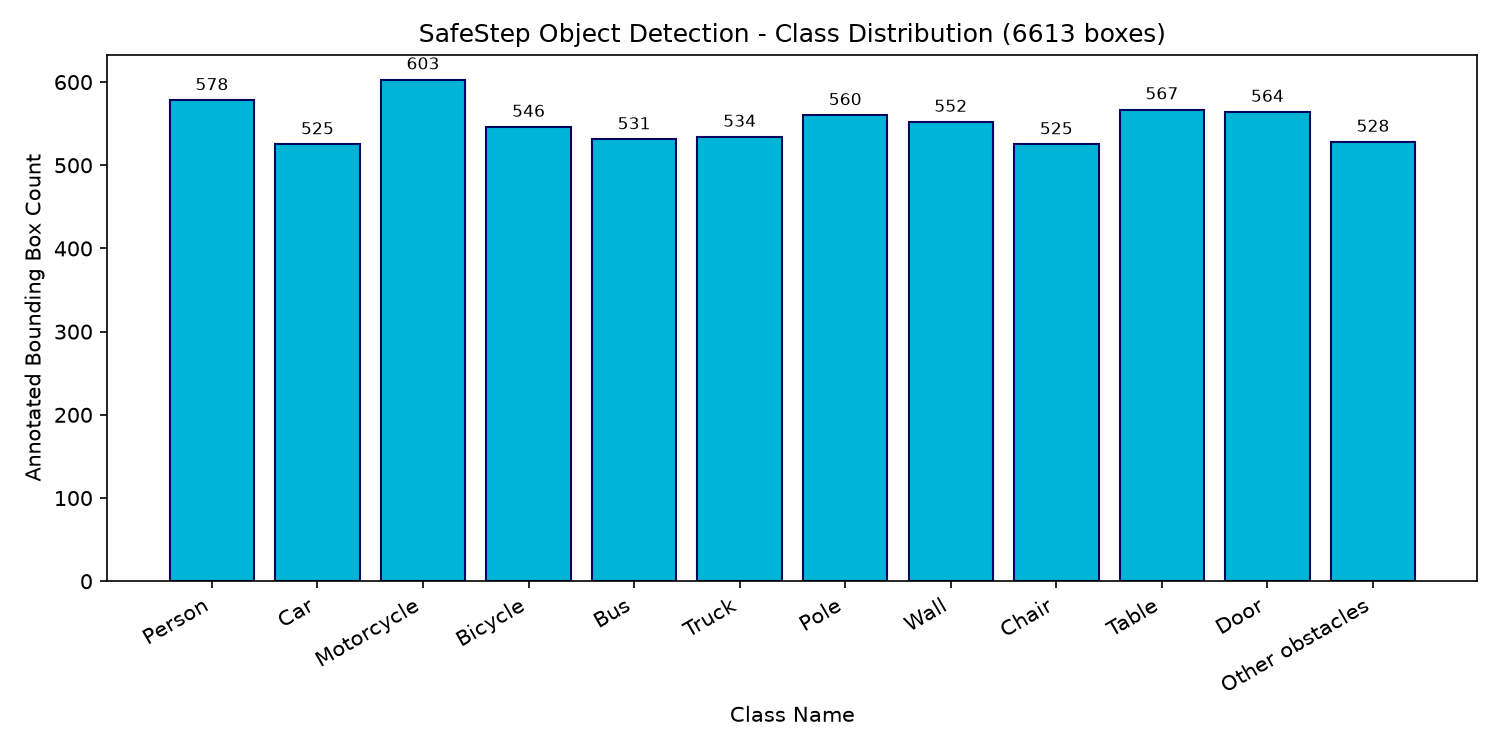 SafeStep Object Detection - Class Distribution (6613 boxes)
Annotated Bounding Box Count
600
500
400
300
200
100
0
578
525
603
546
531
534
560
552
525
567
564
528
Person
Car
Motorcycle
Bicycle
Bus
Truck
Pole
Wall
Chair
Table
Door
Other obstacles
Class Name